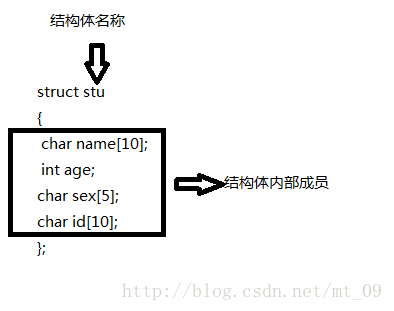 结构体名称
struct stu
{
char name[10];
int age;
char sex[5];
结构体内部成员
char id[10];
};
http://blog.csdn.net/mt_09